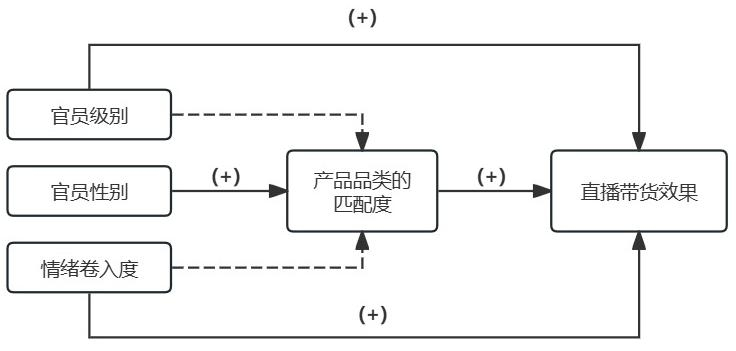 (+)
官员级别
官员性别
(+)
产品品类的
匹配度
(+)
直播带货效果
情绪卷入度
(+)